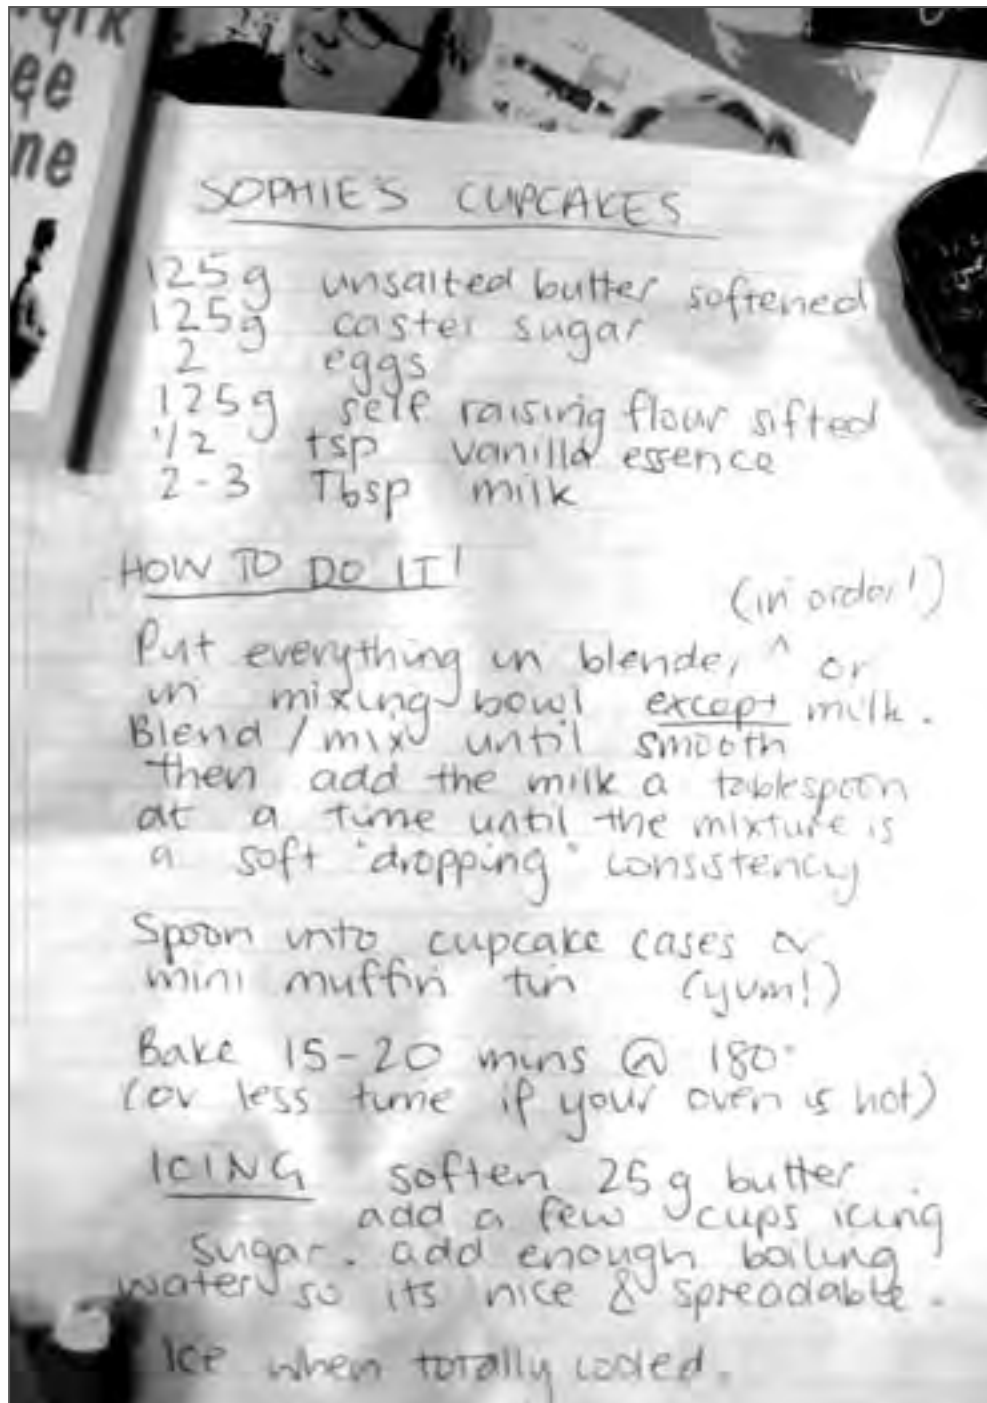 ee
ne
SOPHIE'S CUPCAKES
125g unsalted butter softened
125g caster sugar
2 eggs
125g self raising flour sifted
1/2 tsp vanilla essence
2-3 Tbsp milk
HOW TO DO IT!
(in order!)
Put everything in blender ^ or
in mixing bowl except milk.
Blend / mix until smooth
then add the milk a tablespoon
at a time until the mixture is
a soft "dropping" consistency
Spoon into cupcake cases or
mini muffin tin (yum!)
Bake 15-20 mins @ 180°
(or less time if your oven is hot)
ICING soften 25g butter.
add a few cups icing
sugar. add enough boiling
water so its nice & spreadable.
Ice when totally cooled.